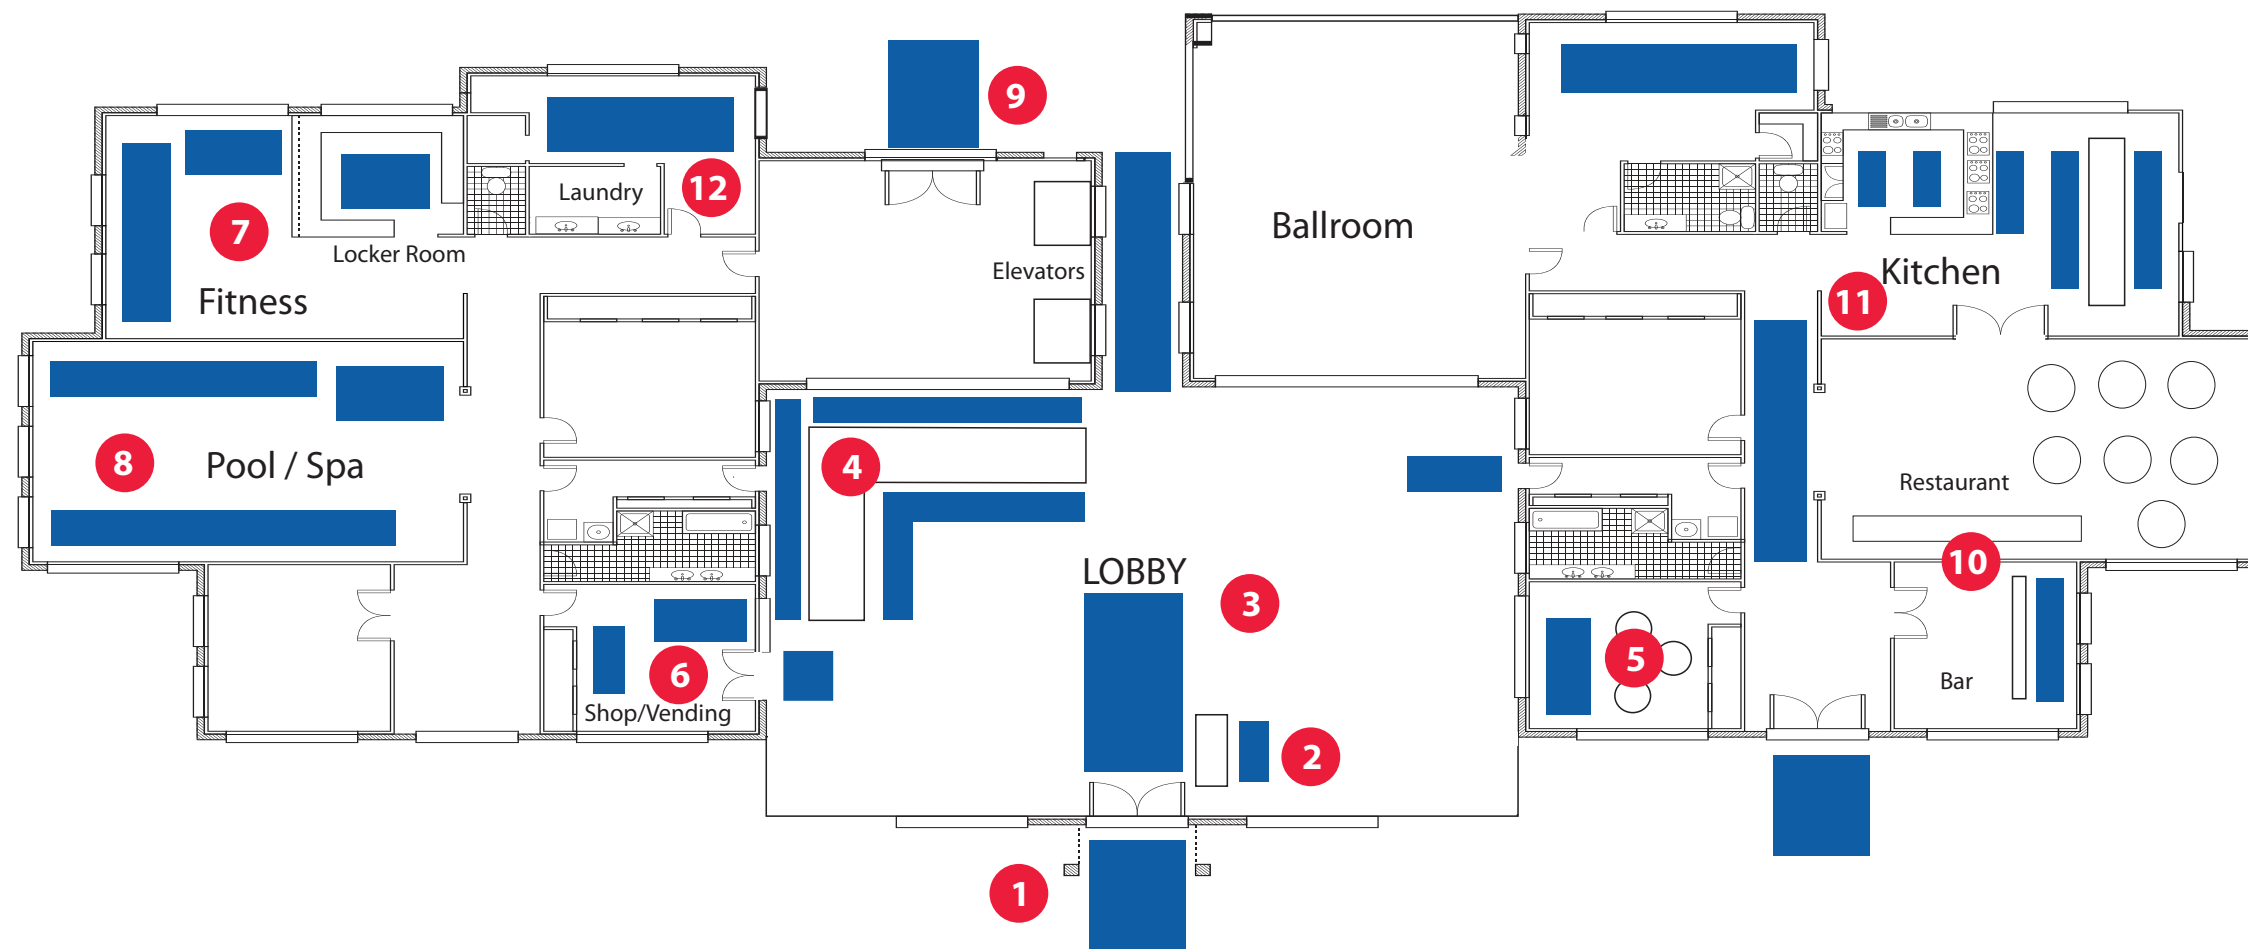 9
12
Laundry
7
Locker Room
Fitness
Elevators
Ballroom
Kitchen
11
8
Pool / Spa
4
Restaurant
10
LOBBY
3
6
Shop/Vending
5
Bar
2
1